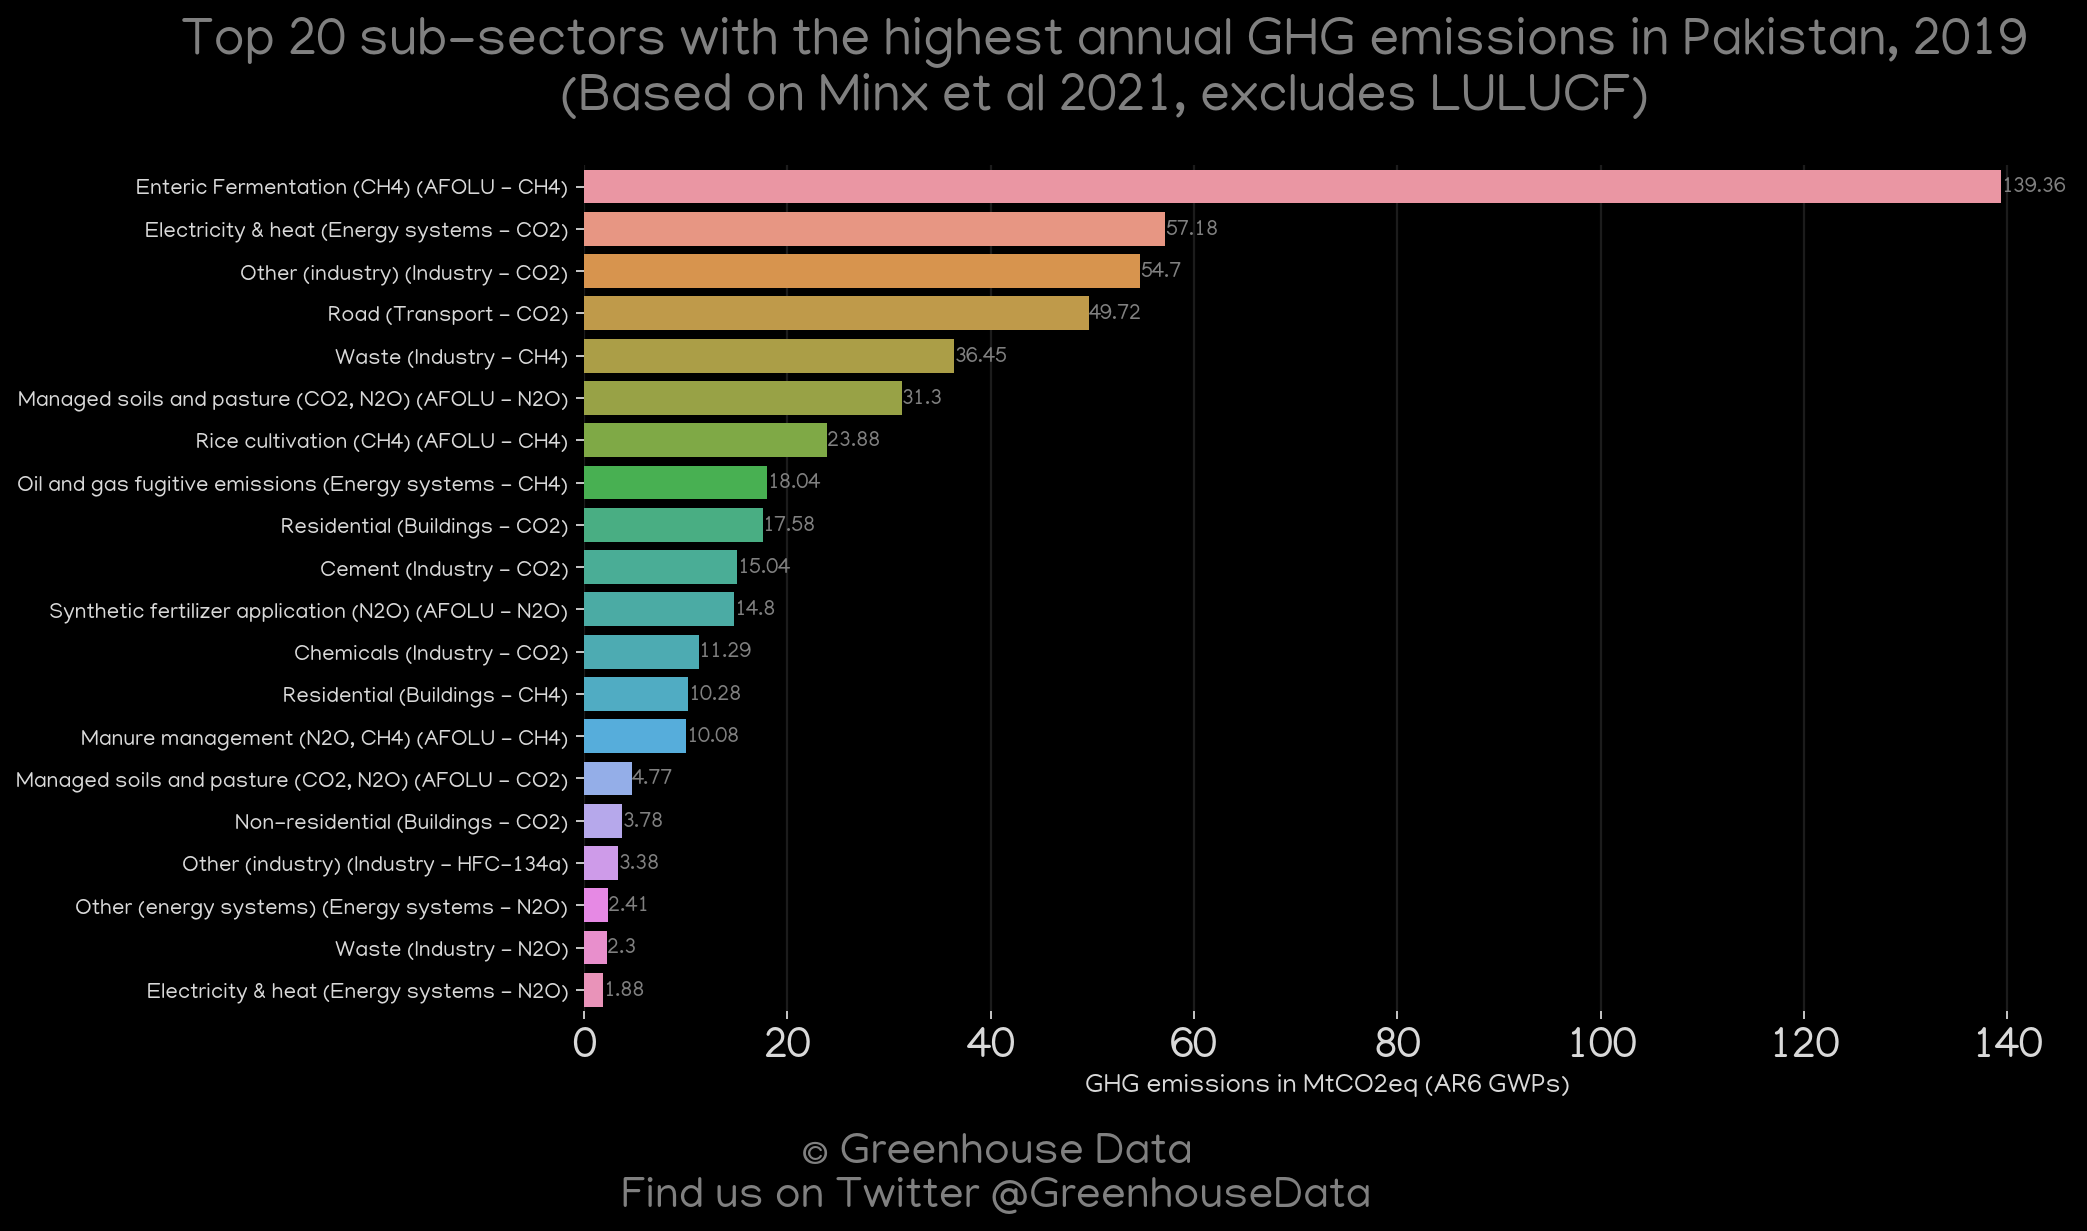 Top 20 sub-sectors with the highest annual GHG emissions in Pakistan, 2019
(Based on Minx et al 2021, excludes LULUCF)
Enteric Fermentation (CH4) (AFOLU - CH4) 139.36
Electricity & heat (Energy systems - CO2) 57.18
Other (industry) (Industry - CO2) 54.7
Road (Transport - CO2) 49.72
Waste (Industry - CH4) 36.45
Managed soils and pasture (CO2, N2O) (AFOLU - N2O) 31.3
Rice cultivation (CH4) (AFOLU - CH4) 23.88
Oil and gas fugitive emissions (Energy systems - CH4) 18.04
Residential (Buildings - CO2) 17.58
Cement (Industry - CO2) 15.04
Synthetic fertilizer application (N2O) (AFOLU - N2O) 14.8
Chemicals (Industry - CO2) 11.29
Residential (Buildings - CH4) 10.28
Manure management (N2O, CH4) (AFOLU - CH4) 10.08
Managed soils and pasture (CO2, N2O) (AFOLU - CO2) 4.77
Non-residential (Buildings - CO2) 3.78
Other (industry) (Industry - HFC-134a) 3.38
Other (energy systems) (Energy systems - N2O) 2.41
Waste (Industry - N2O) 2.3
Electricity & heat (Energy systems - N2O) 1.88
0 20 40 60 80 100 120 140
GHG emissions in MtCO2eq (AR6 GWPs)
© Greenhouse Data
Find us on Twitter @GreenhouseData